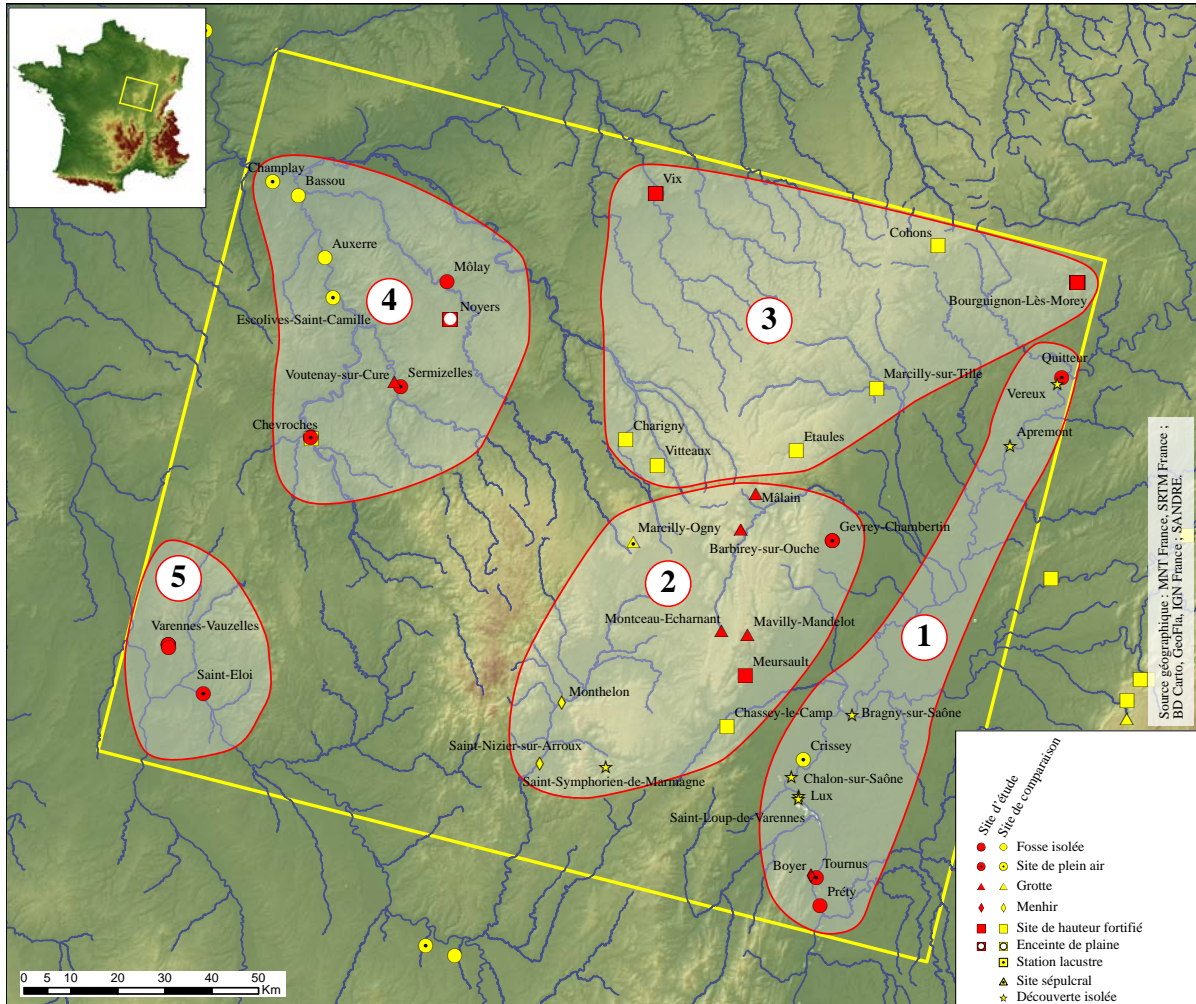 Champlay
Bassou
Vix
Cohons
Auxerre
Môlay
Bourguignon-Lès-Morey
4
Noyers
Escolives-Saint-Camille
3
Quitteur
Voutenay-sur-Cure
Sermizelles
Marcilly-sur-Tille
Vereux
Chevroches
Charigny
Etaules
Apremont
Vitteaux
Mâlain
Marcilly-Ogny
Gevrey-Chambertin
Barbirey-sur-Ouche
5
2
Montceau-Echarnant
Mavilly-Mandelot
1
Varennes-Vauzelles
Meursault
Saint-Eloi
Monthelon
Chassey-le-Camp
Bragny-sur-Saône
Saint-Nizier-sur-Arroux
Crissey
Saint-Symphorien-de-Marmagne
Chalon-sur-Saône
Lux
Saint-Loup-de-Varennes
Boyer
Tournus
Préty
Source géographique : MNT France, SRTM France ;
BD Carto, GeoFla, IGN France ; SANDRE.
Site d'étude
Site de comparaison
Fosse isolée
Site de plein air
Grotte
Menhir
Site de hauteur fortifié
Enceinte de plaine
Station lacustre
Site sépulcral
Découverte isolée
0 5 10 20 30 40 50
Km